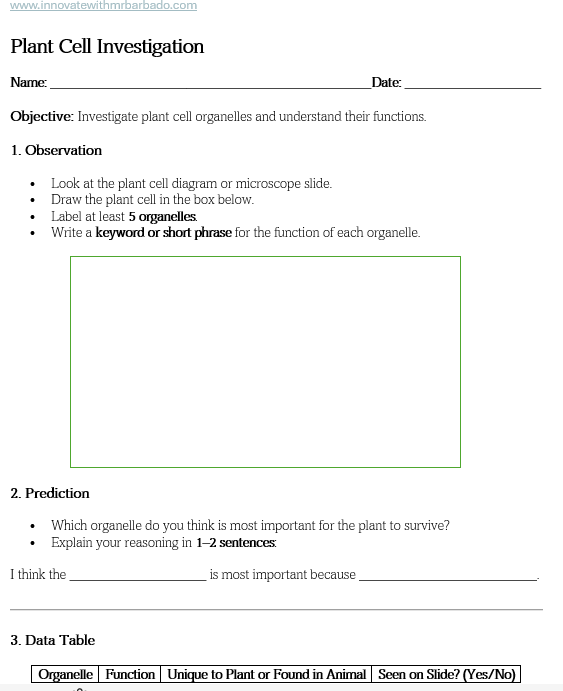 www.innovatewithmrbarbado.com
Plant Cell Investigation
Name: ______________________________ Date: ______________
Objective: Investigate plant cell organelles and understand their functions.
1. Observation
• Look at the plant cell diagram or microscope slide.
• Draw the plant cell in the box below.
• Label at least 5 organelles.
• Write a keyword or short phrase for the function of each organelle.
2. Prediction
• Which organelle do you think is most important for the plant to survive?
• Explain your reasoning in 1–2 sentences:
I think the ______________ is most important because __________________.
3. Data Table
Organelle Function Unique to Plant or Found in Animal Seen on Slide? (Yes/No)